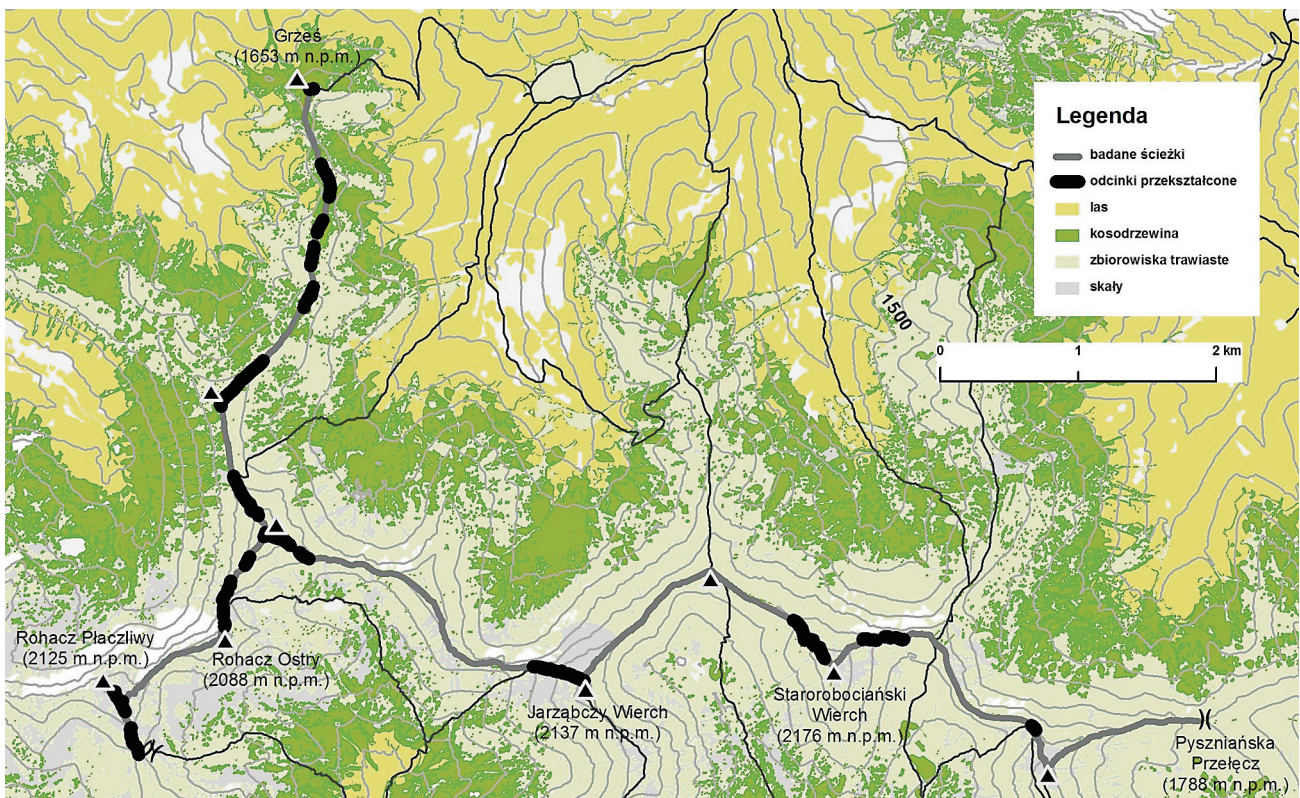 Grześ
(1653 m n.p.m.)
Legenda
badane ścieżki
odcinki przekształcone
las
kosodrzewina
zbiorowiska trawiaste
skały
1500
0 1 2 km
Rohacz Płaczliwy
(2125 m n.p.m.)
Rohacz Ostry
(2088 m n.p.m.)
Jarząbczy Wierch
(2137 m n.p.m.)
Starorobociański
Wierch
(2176 m n.p.m.)
Pyszniańska
Przełęcz
(1788 m n.p.m.)